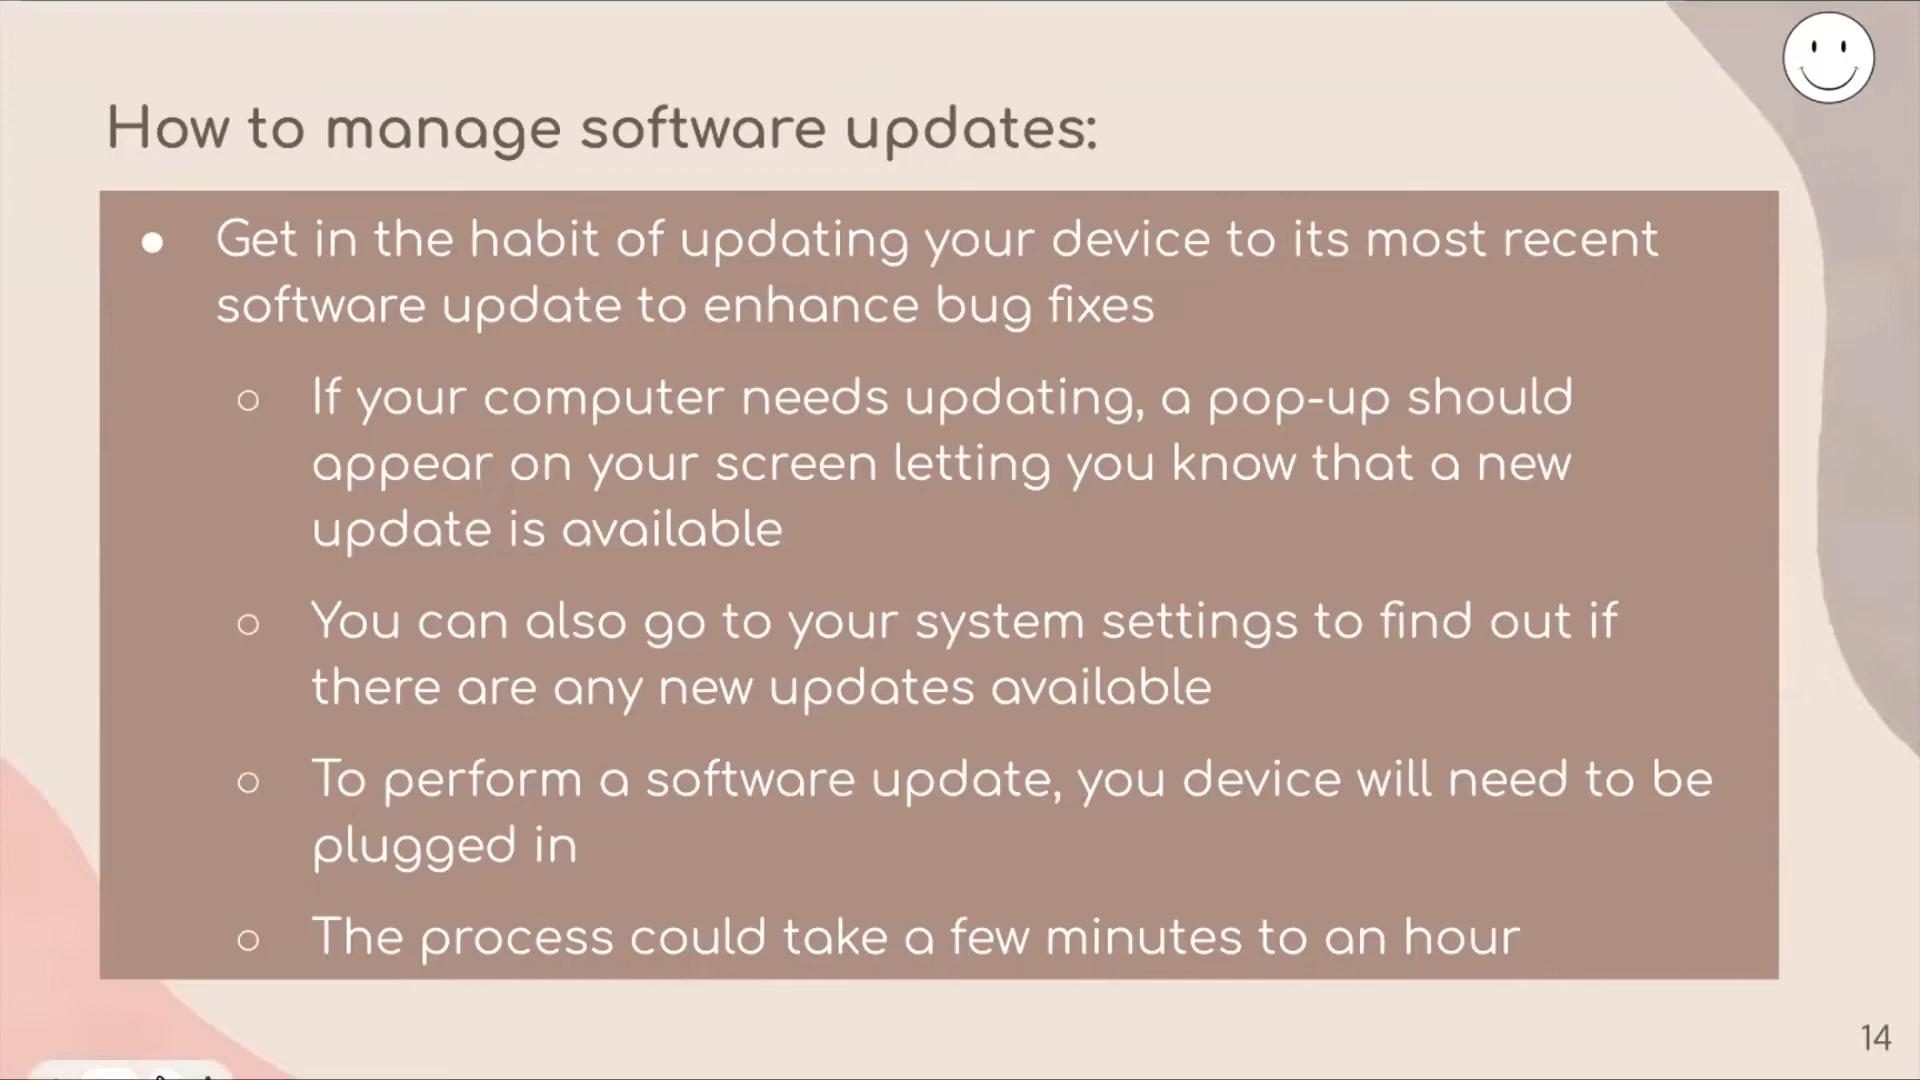 How to manage software updates:
● Get in the habit of updating your device to its most recent
software update to enhance bug fixes
○ If your computer needs updating, a pop-up should
appear on your screen letting you know that a new
update is available
○ You can also go to your system settings to find out if
there are any new updates available
○ To perform a software update, you device will need to be
plugged in
○ The process could take a few minutes to an hour
14